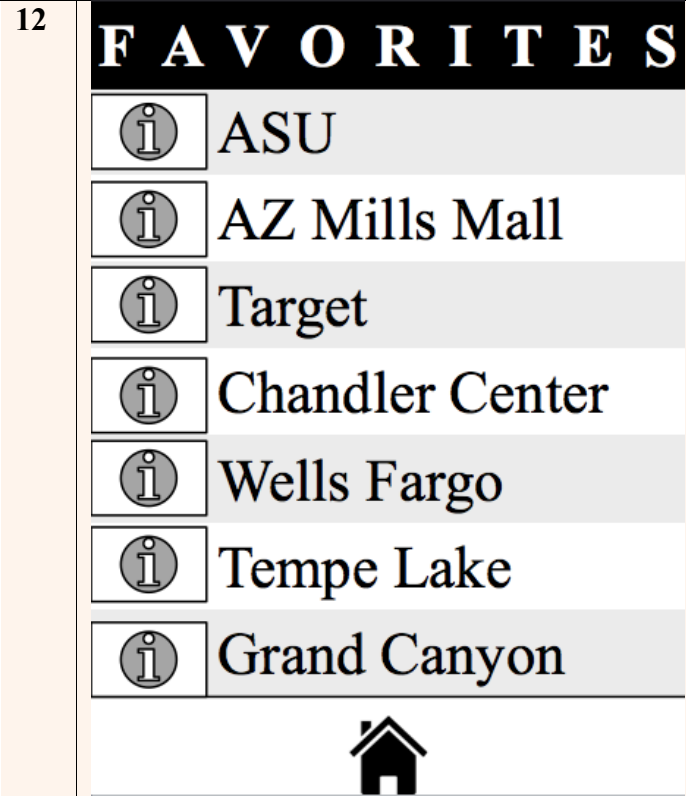 12
F A V O R I T E S
ASU
AZ Mills Mall
Target
Chandler Center
Wells Fargo
Tempe Lake
Grand Canyon